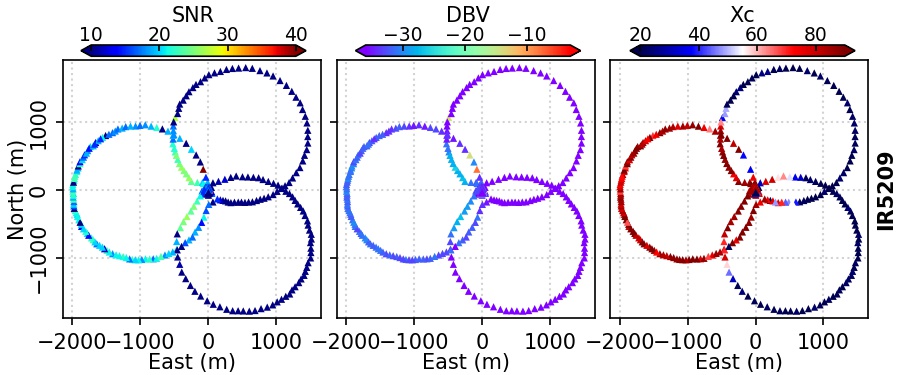 SNR DBV Xc
10 20 30 40 −30 −20 −10 20 40 60 80
1000
0
−1000
North (m)
IR5209
−2000 −1000 0 1000 −2000 −1000 0 1000 −2000 −1000 0 1000
East (m) East (m) East (m)